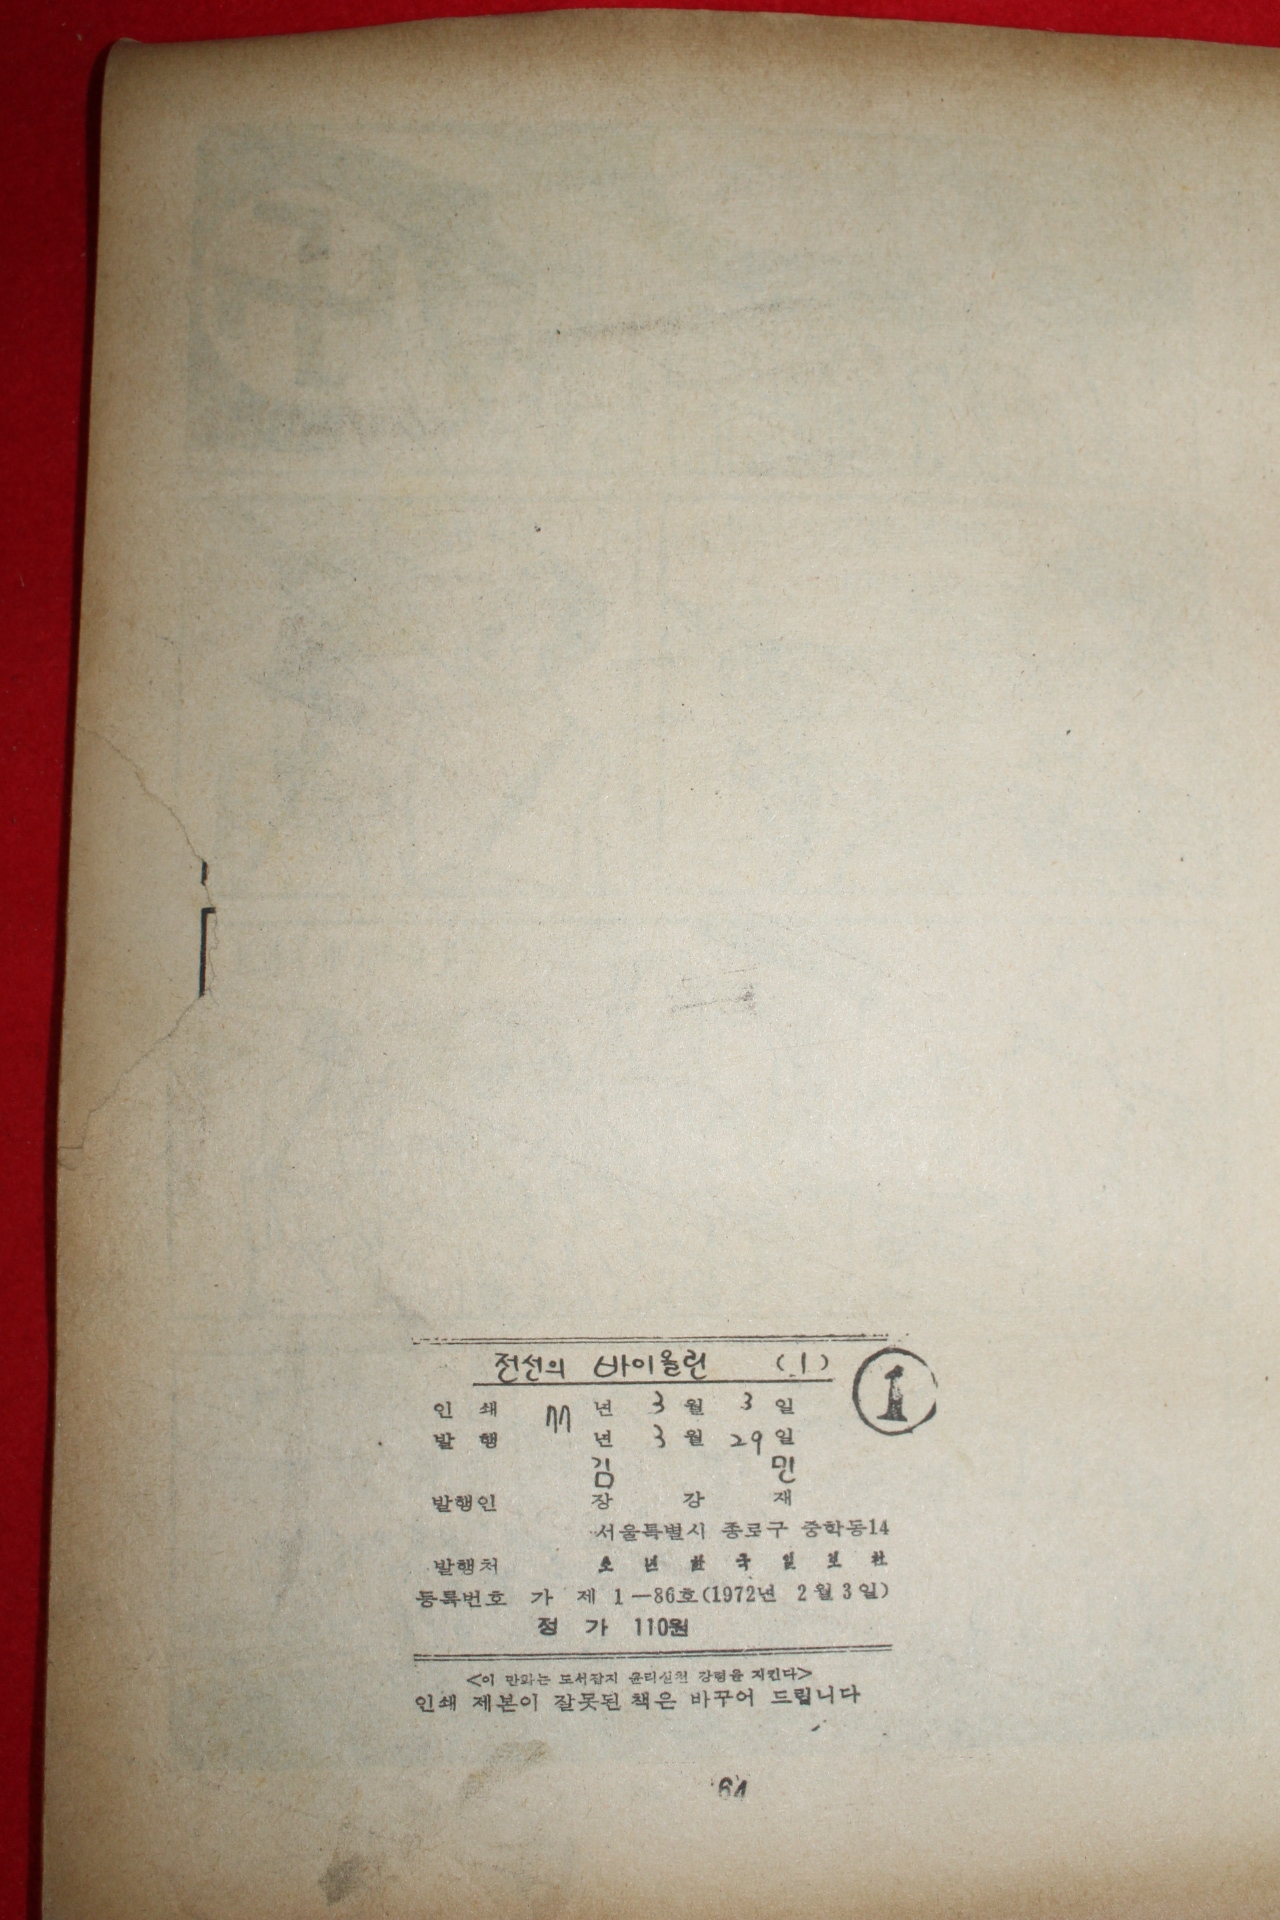 전선의 바이올린 (1)
①
인 쇄 77 년 3 월 3 일
발 행 년 3 월 29 일
김 민
발행인 장 강 재
서울특별시 종로구 중학동14
발행처 소 년 한 국 일 보 社
등록번호 가 제 1—86호(1972년 2월 3일)
정 가 110원
<이 만화는 도서잡지 윤리실천 강령을 지킨다>
인쇄 제본이 잘못된 책은 바꾸어 드립니다
64